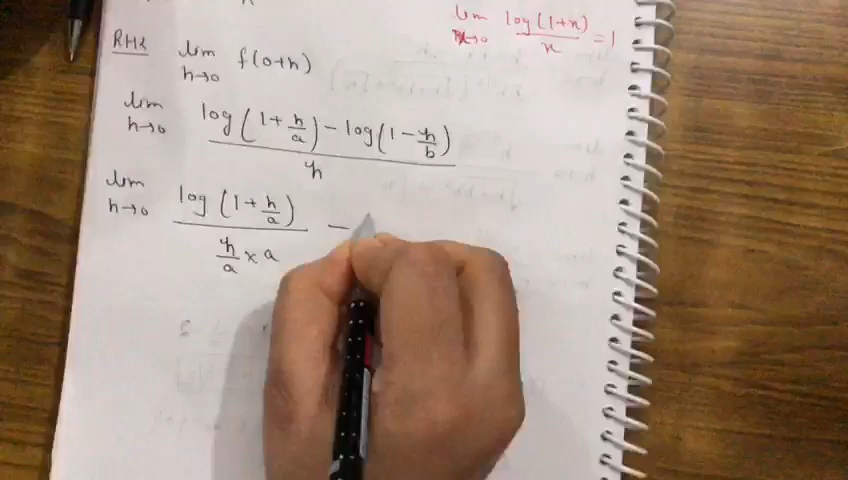 lim log(1+x)
x→0 x =1
RHL lim f(0+h)
h→0
lim log(1+h/a)-log(1-h/b)
h→0 h
lim log(1+h/a) -
h→0 h/a×a